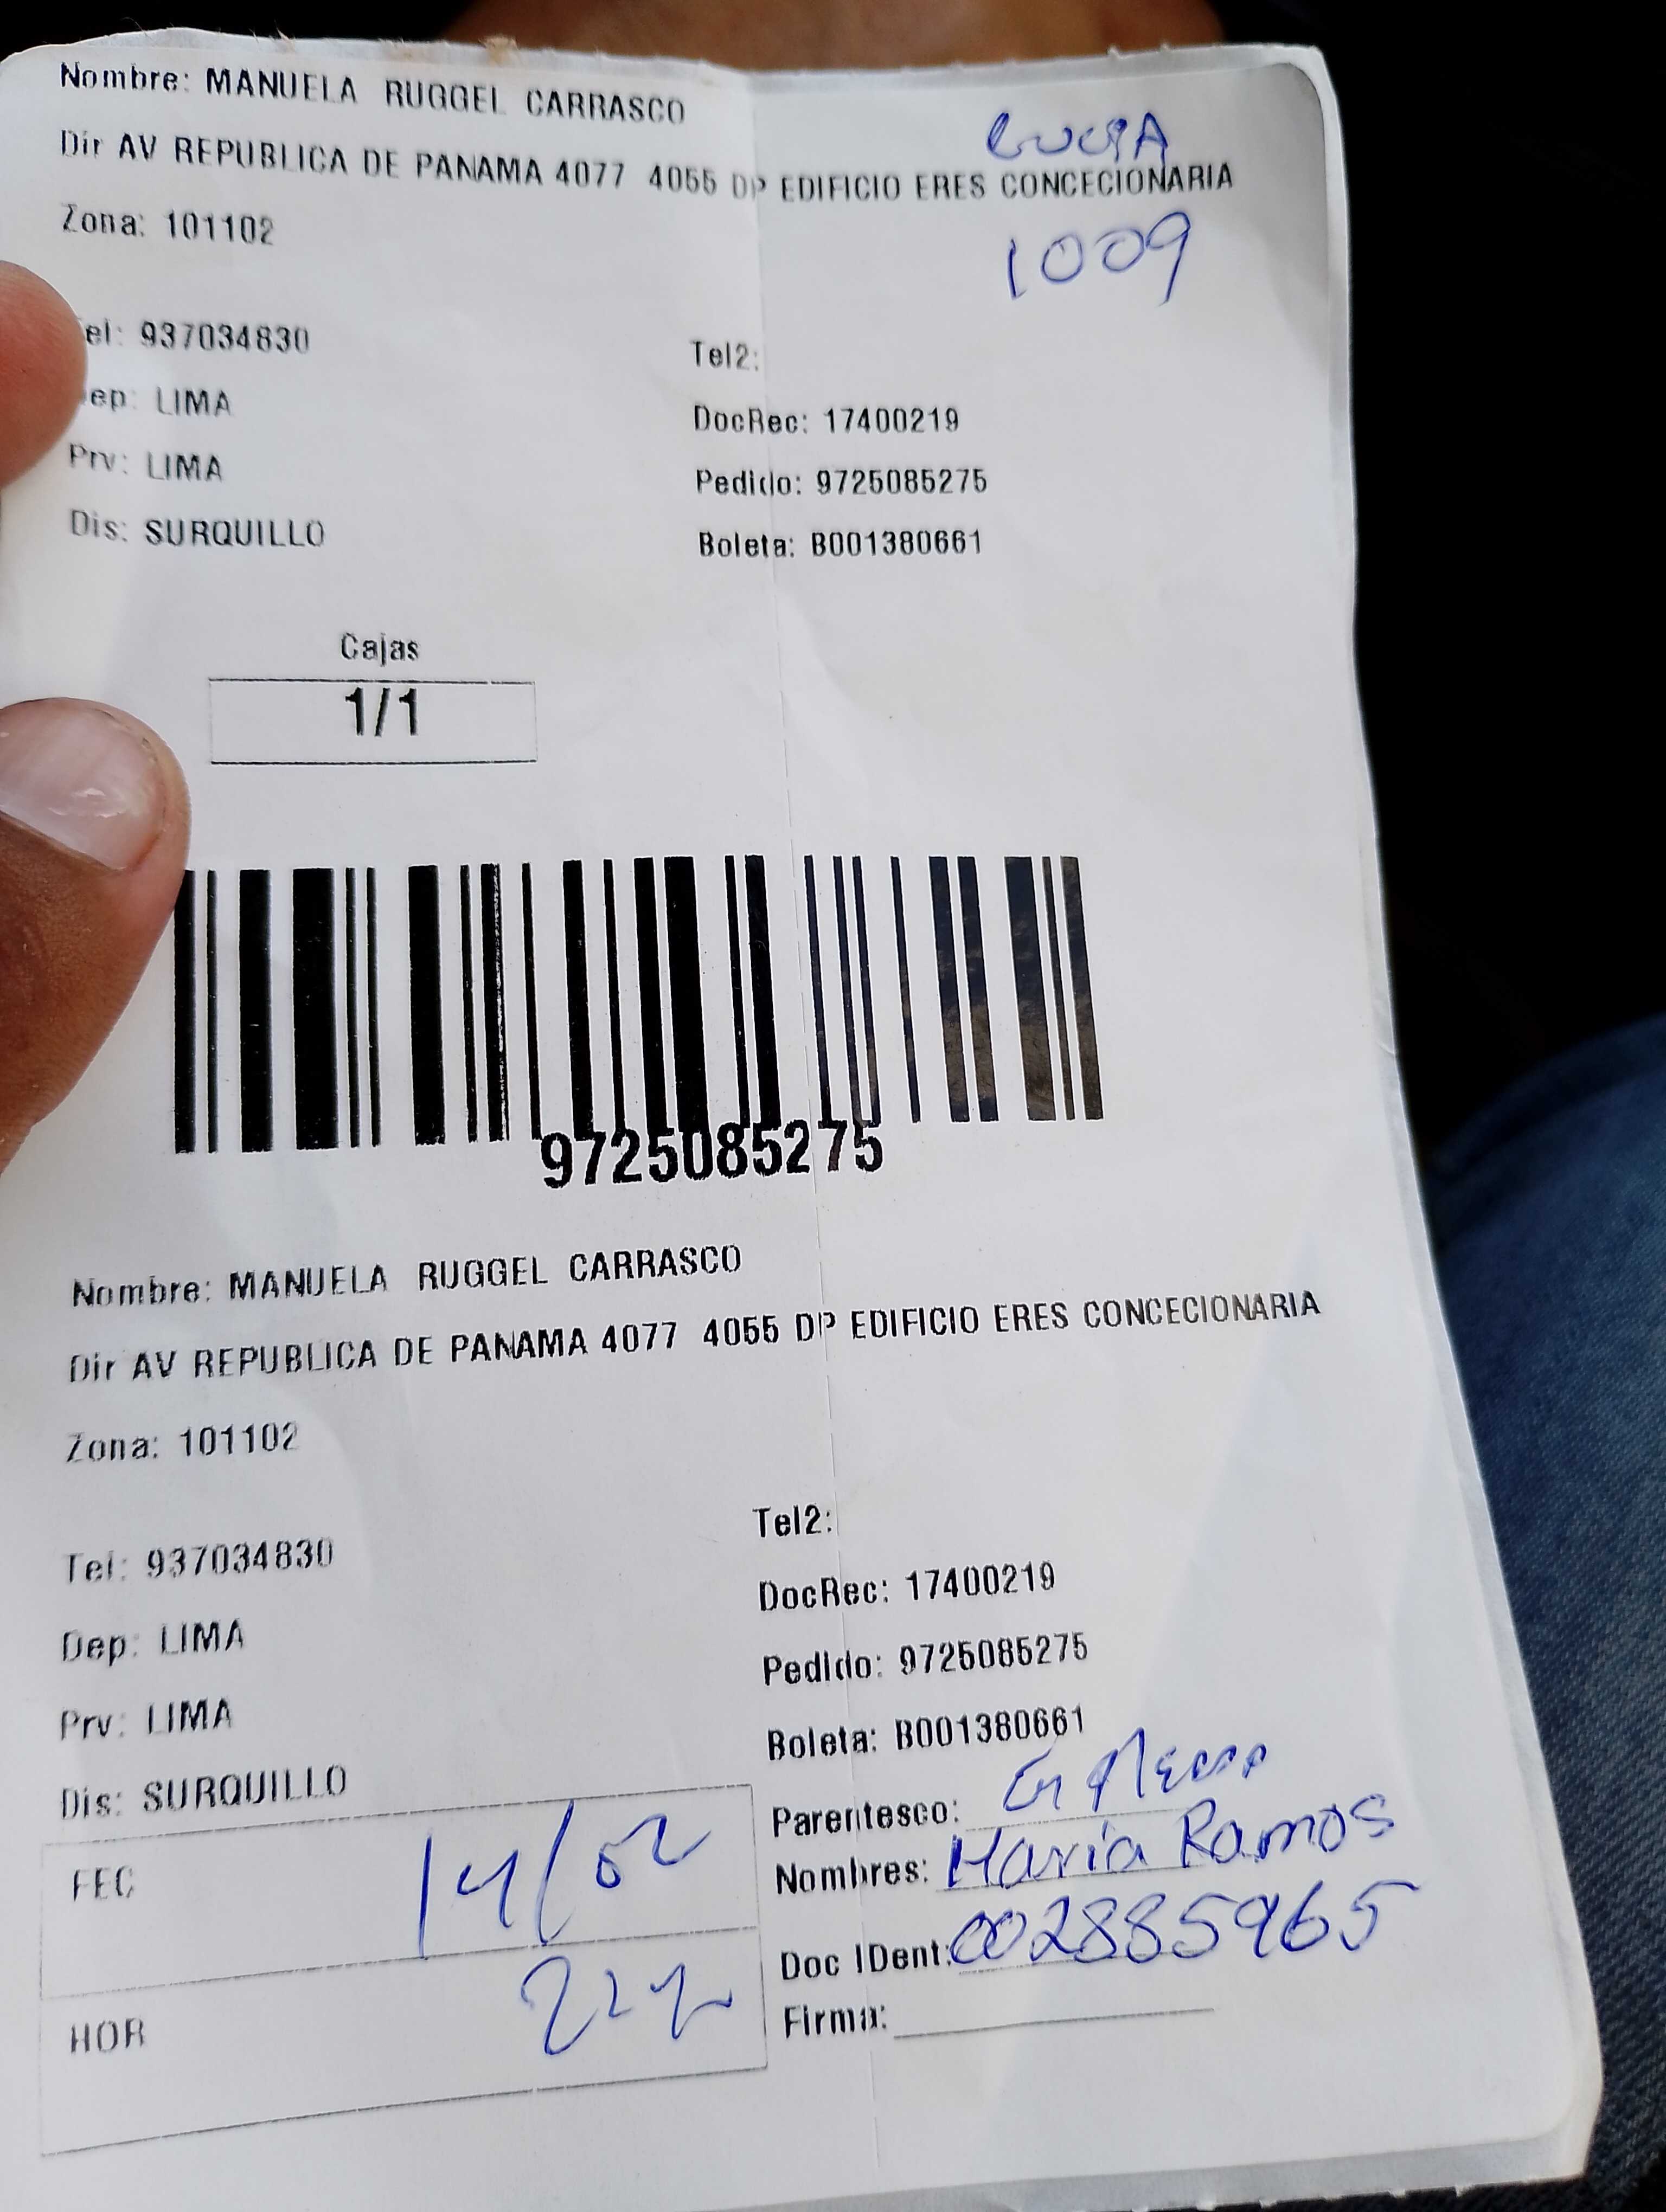 Nombre: MANUELA RUGGEL CARRASCO
Dir AV REPUBLICA DE PANAMA 4077 4055 DP EDIFICIO ERES CONCECIONARIA
Zona: 101102
1009
el: 937034830
Tel2:
ep: LIMA
DocRec: 17400219
Prv: LIMA
Pedido: 9725085275
Dis: SURQUILLO
Boleta: B001380661
Cajas
1/1
9725085275
Nombre: MANUELA RUGGEL CARRASCO
Dir AV REPUBLICA DE PANAMA 4077 4055 DP EDIFICIO ERES CONCECIONARIA
Zona: 101102
Tel2:
Tel: 937034830
DocRec: 17400219
Dep: LIMA
Pedido: 9725085275
Prv: LIMA
Boleta: B001380661
Dis: SURQUILLO
Parentesco:
FEC 14/02
Nombres: Maria Ramos
Doc IDent: 002885965
HOR
Firma: